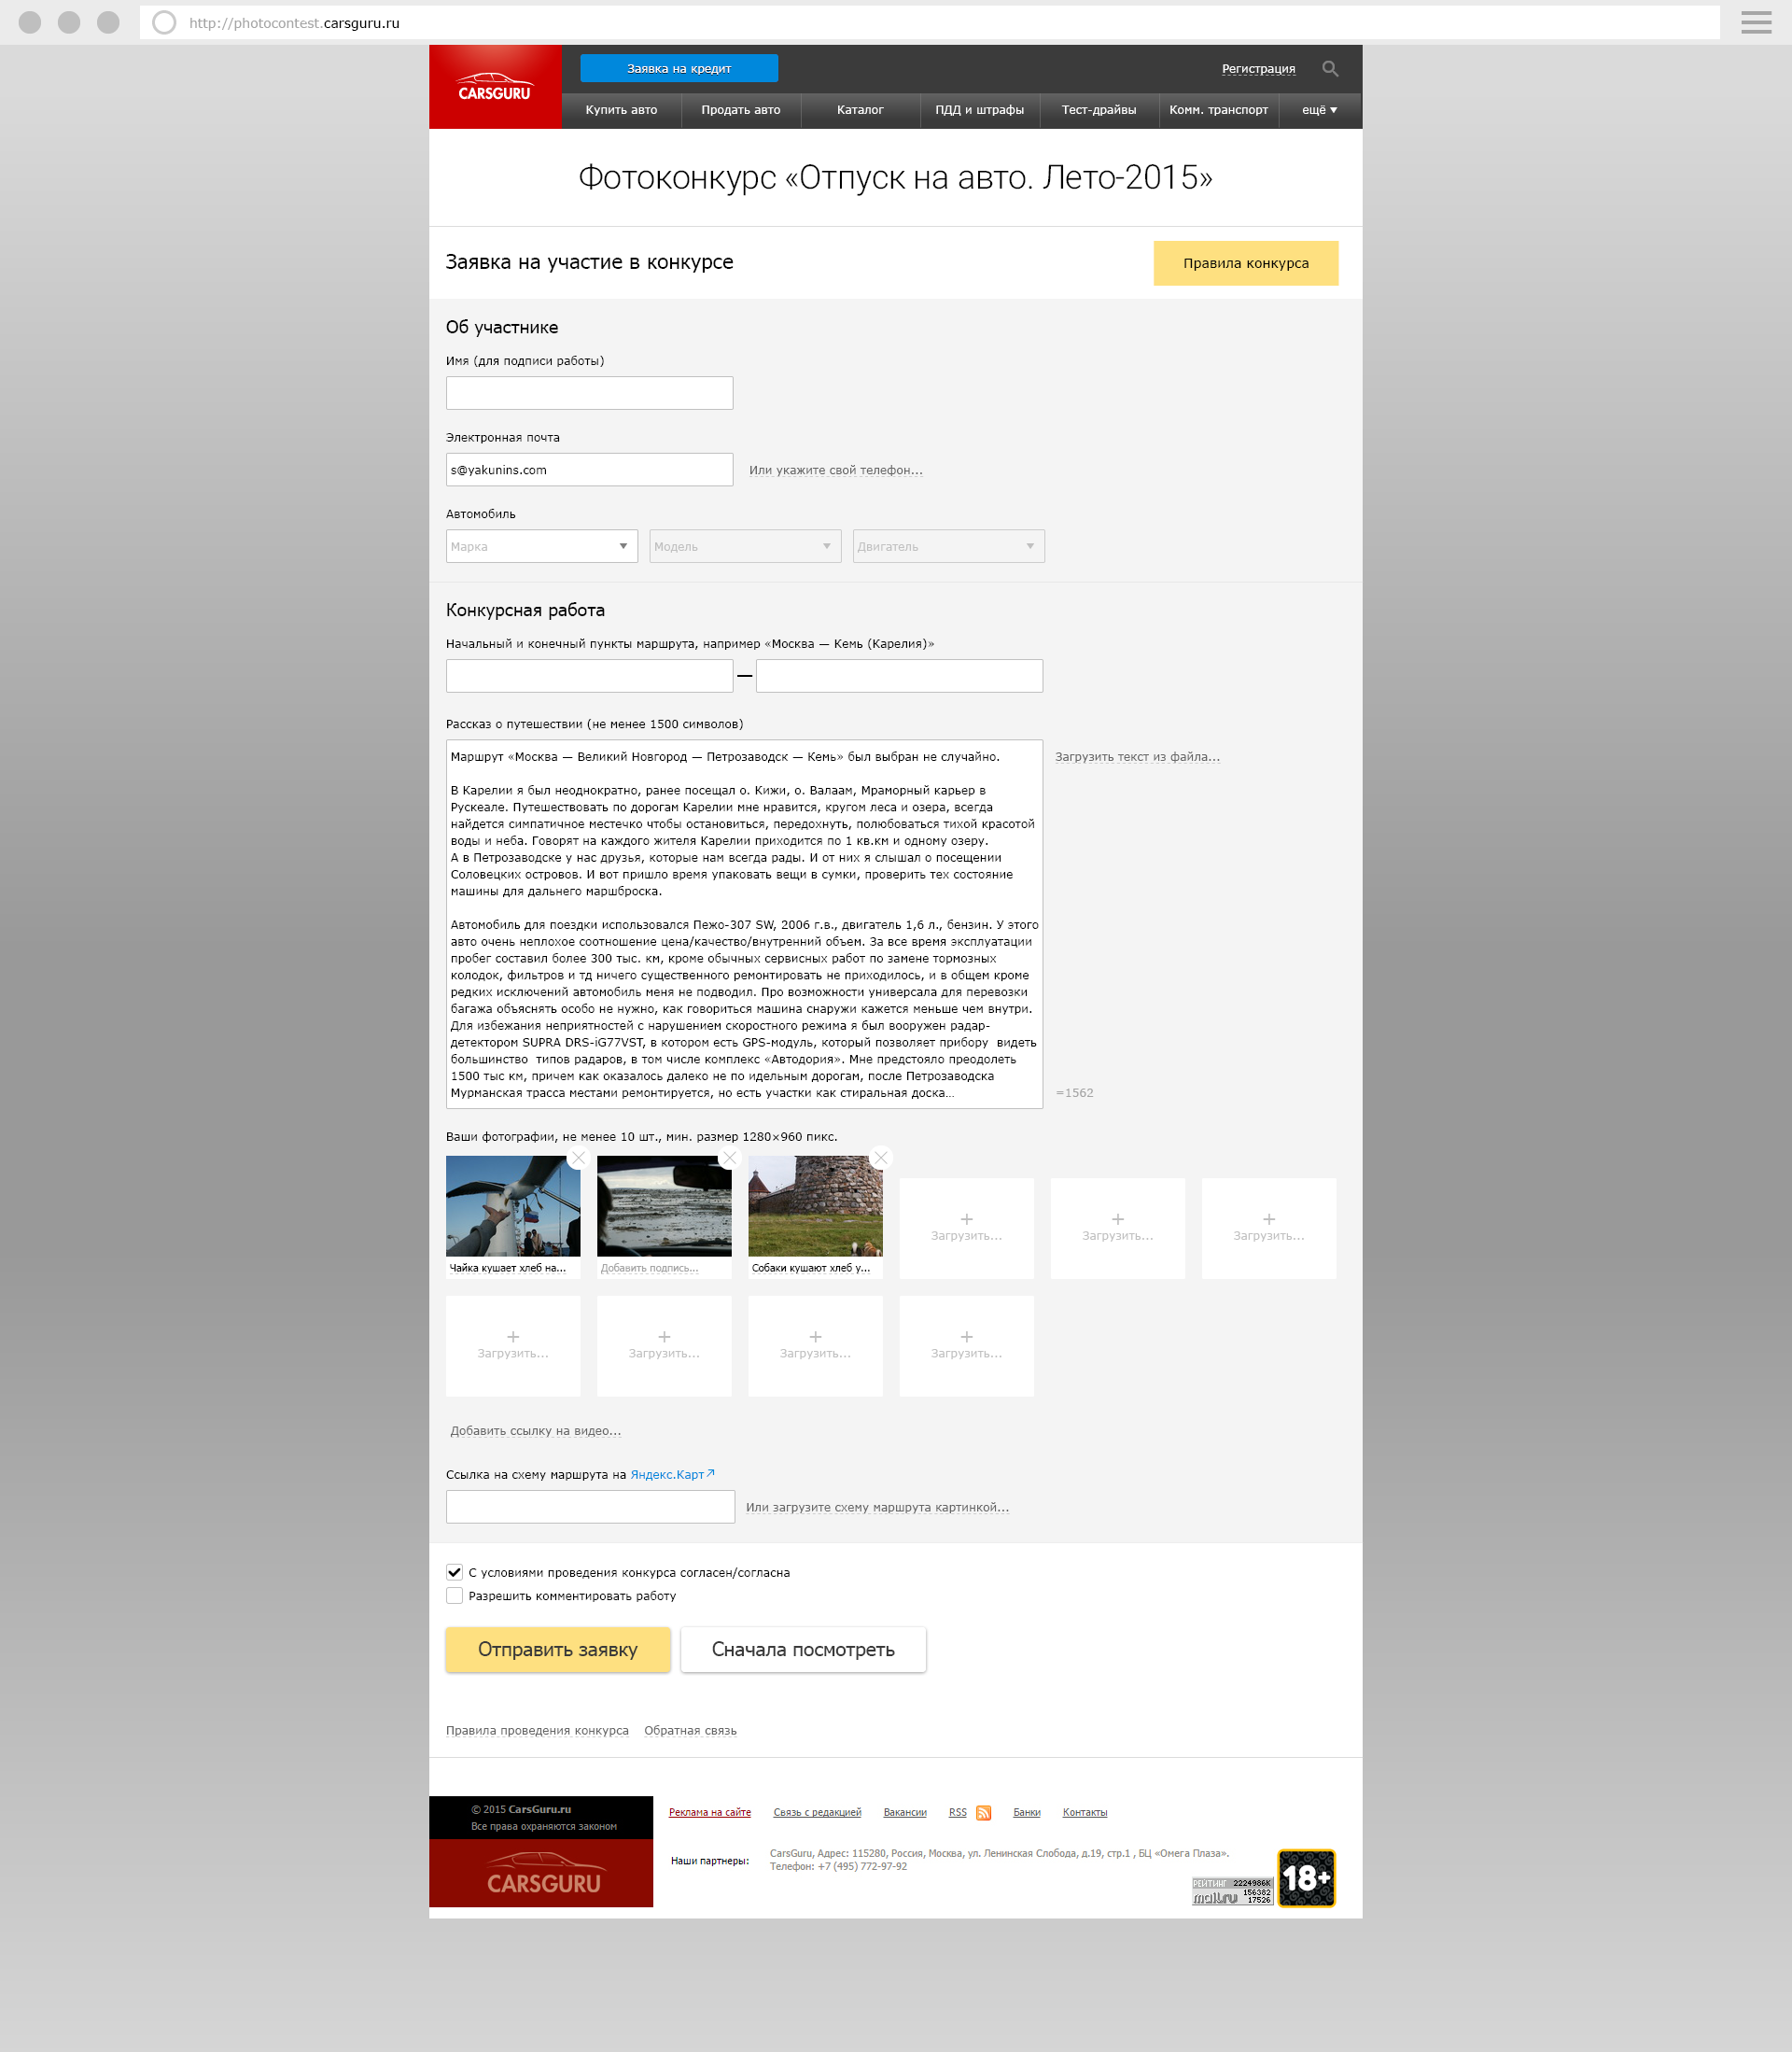 http://photocontest.carsguru.ru
CARSGURU
Заявка на кредит
Регистрация
Купить авто
Продать авто
Каталог
ПДД и штрафы
Тест-драйвы
Комм. транспорт
ещё
Фотоконкурс «Отпуск на авто. Лето-2015»
Заявка на участие в конкурсе
Правила конкурса
Об участнике
Имя (для подписи работы)
Электронная почта
s@yakunins.com
Или укажите свой телефон...
Автомобиль
Марка
Модель
Двигатель
Конкурсная работа
Начальный и конечный пункты маршрута, например «Москва — Кемь (Карелия)»
—
Рассказ о путешествии (не менее 1500 символов)
Маршрут «Москва — Великий Новгород — Петрозаводск — Кемь» был выбран не случайно.
Загрузить текст из файла...
В Карелии я был неоднократно, ранее посещал о. Кижи, о. Валаам, Мраморный карьер в
Рускеале. Путешествовать по дорогам Карелии мне нравится, кругом леса и озера, всегда
найдется симпатичное местечко чтобы остановиться, передохнуть, полюбоваться тихой красотой
воды и неба. Говорят на каждого жителя Карелии приходится по 1 кв.км и одному озеру.
А в Петрозаводске у нас друзья, которые нам всегда рады. И от них я слышал о посещении
Соловецких островов. И вот пришло время упаковать вещи в сумки, проверить тех состояние
машины для дальнего маршброска.
Автомобиль для поездки использовался Пежо-307 SW, 2006 г.в., двигатель 1,6 л., бензин. У этого
авто очень неплохое соотношение цена/качество/внутренний объем. За все время эксплуатации
пробег составил более 300 тыс. км, кроме обычных сервисных работ по замене тормозных
колодок, фильтров и тд ничего существенного ремонтировать не приходилось, и в общем кроме
редких исключений автомобиль меня не подводил. Про возможности универсала для перевозки
багажа объяснять особо не нужно, как говориться машина снаружи кажется меньше чем внутри.
Для избежания неприятностей с нарушением скоростного режима я был вооружен радар-
детектором SUPRA DRS-iG77VST, в котором есть GPS-модуль, который позволяет прибору  видеть
большинство  типов радаров, в том числе комплекс «Автодория». Мне предстояло преодолеть
1500 тыс км, причем как оказалось далеко не по идельным дорогам, после Петрозаводска
Мурманская трасса местами ремонтируется, но есть участки как стиральная доска...
=1562
Ваши фотографии, не менее 10 шт., мин. размер 1280×960 пикс.
+ + +
Загрузить... Загрузить... Загрузить...
Чайка кушает хлеб на... Добавить подпись... Собаки кушают хлеб у...
+ + + +
Загрузить... Загрузить... Загрузить... Загрузить...
Добавить ссылку на видео...
Ссылка на схему маршрута на Яндекс.Карт
Или загрузите схему маршрута картинкой...
С условиями проведения конкурса согласен/согласна
Разрешить комментировать работу
Отправить заявку
Сначала посмотреть
Правила проведения конкурса
Обратная связь
© 2015 CarsGuru.ru
Все права охраняются законом
CARSGURU
Реклама на сайте
Связь с редакцией
Вакансии
RSS
Банки
Контакты
Наши партнеры:
CarsGuru, Адрес: 115280, Россия, Москва, ул. Ленинская Слобода, д.19, стр.1 , БЦ «Омега Плаза».
Телефон: +7 (495) 772-97-92
РЕЙТИНГ 2224986K
mail.ru 156382
17526
18+